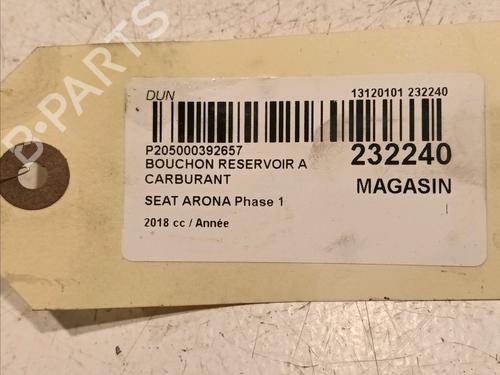 DUN
13120101 232240
P205000392657
BOUCHON RESERVOIR A
CARBURANT
232240
MAGASIN
SEAT ARONA Phase 1
2018 cc / Année
B-PARTS